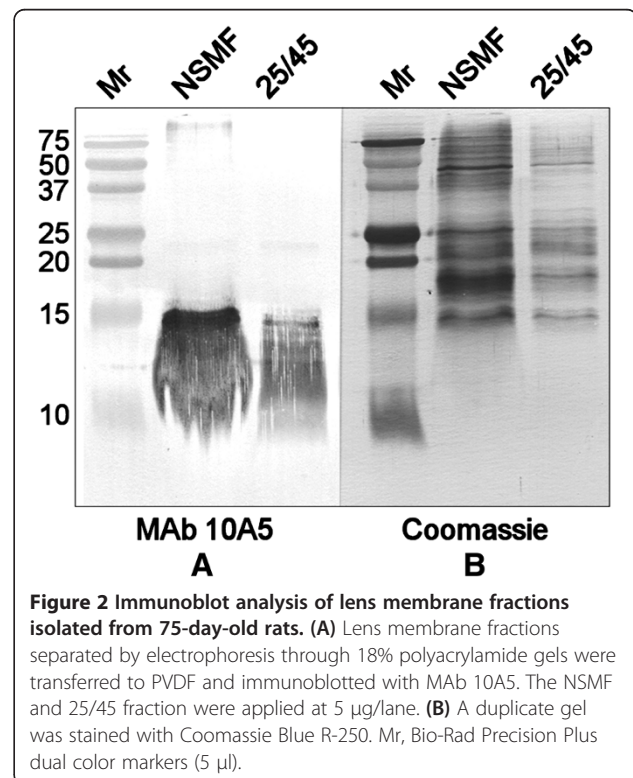 Mr NSMF 25/45 Mr NSMF 25/45
75
50
37
25
20
15
10
MAb 10A5 Coomassie
A B
Figure 2 Immunoblot analysis of lens membrane fractions
isolated from 75-day-old rats. (A) Lens membrane fractions
separated by electrophoresis through 18% polyacrylamide gels were
transferred to PVDF and immunoblotted with MAb 10A5. The NSMF
and 25/45 fraction were applied at 5 μg/lane. (B) A duplicate gel
was stained with Coomassie Blue R-250. Mr, Bio-Rad Precision Plus
dual color markers (5 μl).